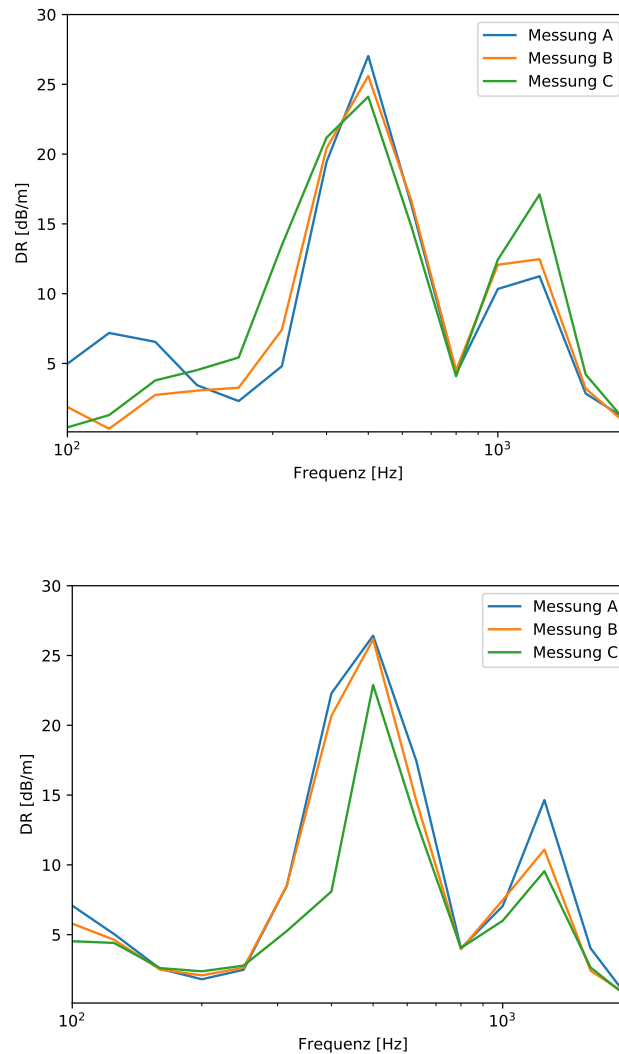 30
25
20
15
10
5
DR [dB/m]
Messung A
Messung B
Messung C
10²
10³
Frequenz [Hz]
30
25
20
15
10
5
DR [dB/m]
Messung A
Messung B
Messung C
10²
10³
Frequenz [Hz]